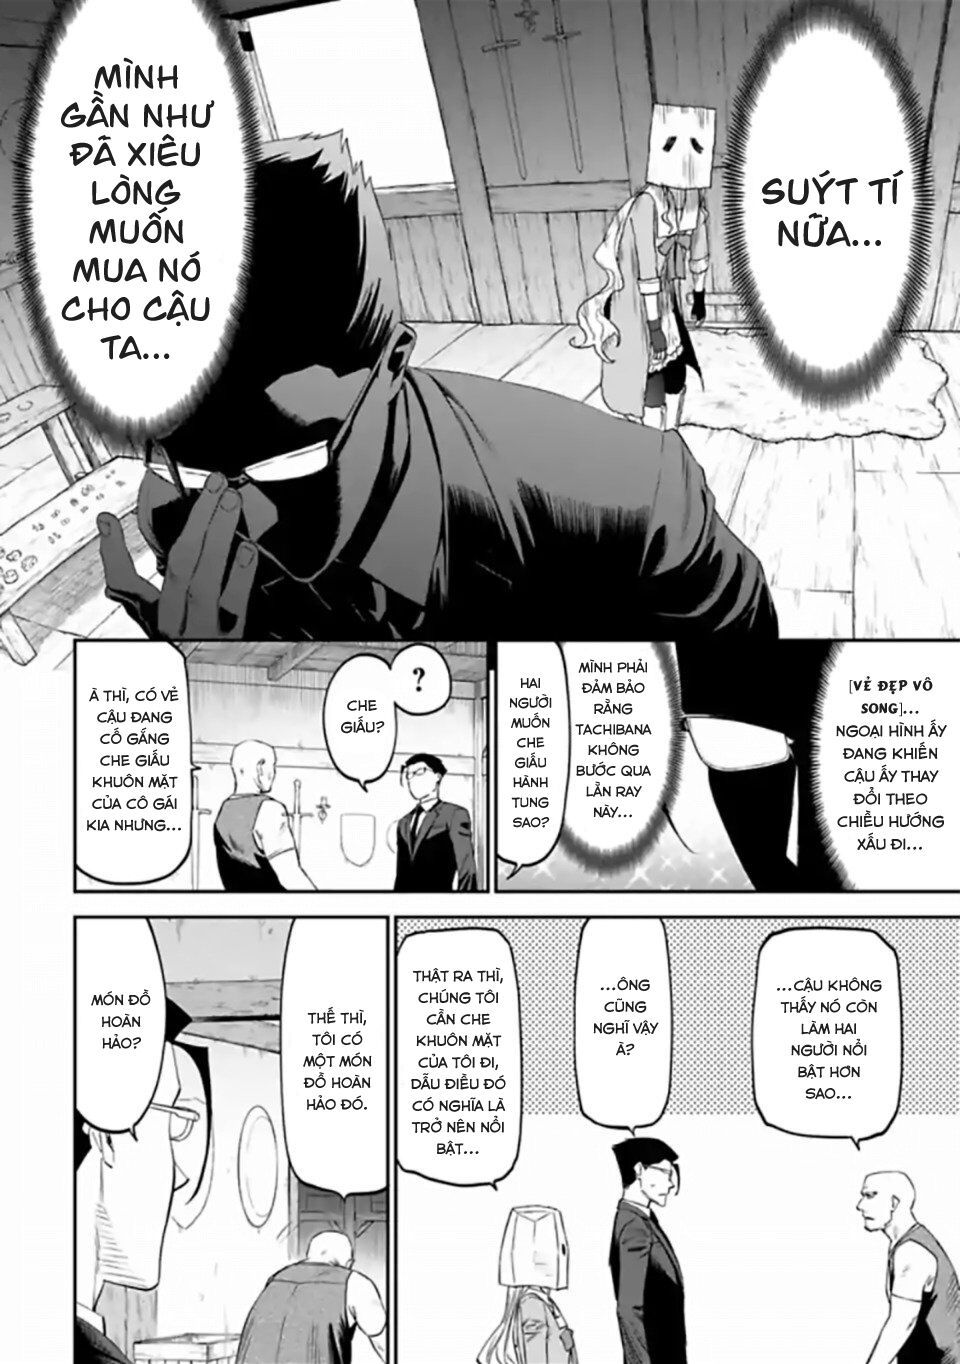 SUÝT TÍ
NỮA...
MÌNH
GẦN NHƯ
ĐÃ XIÊU
LÒNG
MUỐN
MUA NÓ
CHO CẬU
TA...
[VẺ ĐẸP VÔ
SONG]...
NGOẠI HÌNH ẤY
ĐANG KHIẾN
CẬU ẤY THAY
ĐỔI THEO
CHIỀU HƯỚNG
XẤU ĐI...
MÌNH PHẢI
ĐẢM BẢO
RẰNG
TACHIBANA
KHÔNG
BƯỚC QUA
LẰN RAY
NÀY...
HAI
NGƯỜI
MUỐN CHE
GIẤU
HÀNH
TUNG
SAO?
?
CHE
GIẤU?
À THÌ, CÓ VẺ
CẬU ĐANG
CỐ GẮNG
CHE GIẤU
KHUÔN MẶT
CỦA CÔ GÁI
KIA NHƯNG...
...CẬU KHÔNG
THẤY NÓ CÒN
LÀM HAI
NGƯỜI NỔI
BẬT HƠN
SAO...
...ÔNG
CŨNG
NGHĨ VẬY
À?
THẬT RA THÌ,
CHÚNG TÔI
CẦN CHE
KHUÔN MẶT
CỦA TÔI ĐI,
DẪU ĐIỀU ĐÓ
CÓ NGHĨA LÀ
TRỞ NÊN NỔI
BẬT...
THẾ THÌ,
TÔI CÓ
MỘT MÓN
ĐỒ HOÀN
HẢO ĐÓ.
MÓN ĐỒ
HOÀN
HẢO?